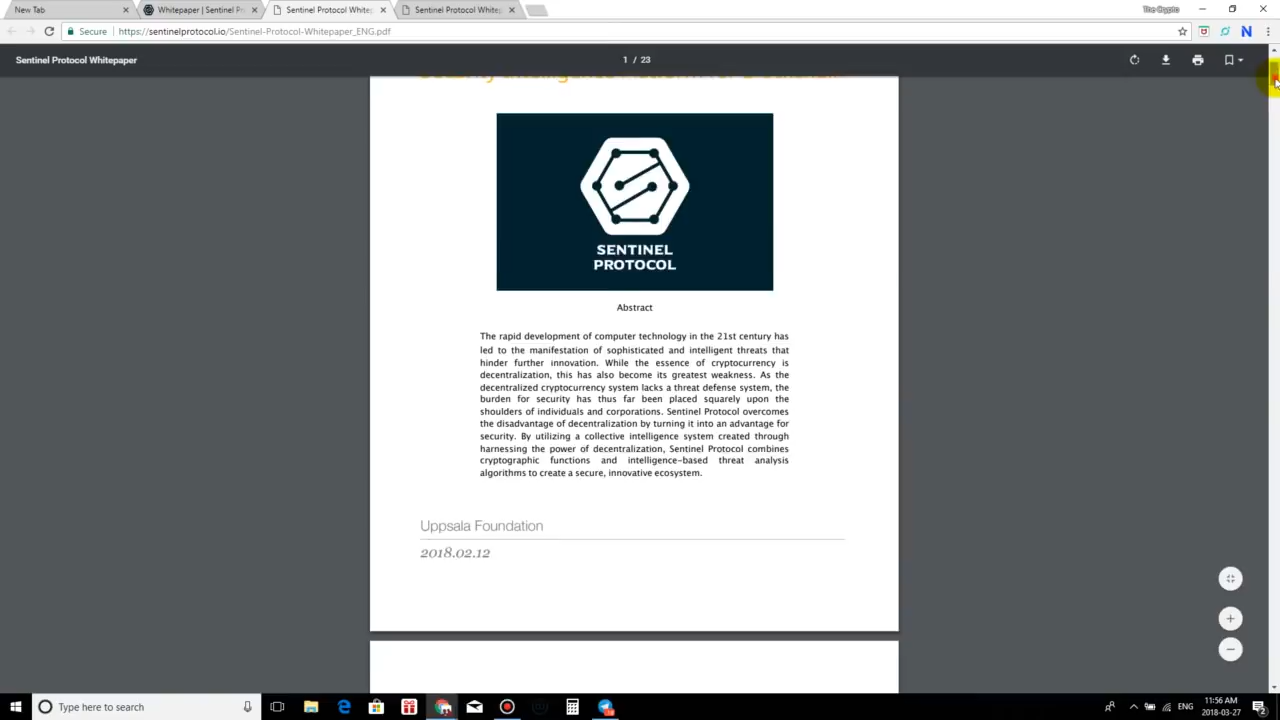 New Tab
Whitepaper | Sentinel Pr
Sentinel Protocol White
Sentinel Protocol White
The Crypto
Secure
https://sentinelprotocol.io/Sentinel-Protocol-Whitepaper_ENG.pdf
Sentinel Protocol Whitepaper
1 / 23
SENTINEL
PROTOCOL
Abstract
The rapid development of computer technology in the 21st century has
led to the manifestation of sophisticated and intelligent threats that
hinder further innovation. While the essence of cryptocurrency is
decentralization, this has also become its greatest weakness. As the
decentralized cryptocurrency system lacks a threat defense system, the
burden for security has thus far been placed squarely upon the
shoulders of individuals and corporations. Sentinel Protocol overcomes
the disadvantage of decentralization by turning it into an advantage for
security. By utilizing a collective intelligence system created through
harnessing the power of decentralization, Sentinel Protocol combines
cryptographic functions and intelligence-based threat analysis
algorithms to create a secure, innovative ecosystem.
Uppsala Foundation
2018.02.12
Type here to search
ENG
11:56 AM
2018-03-27